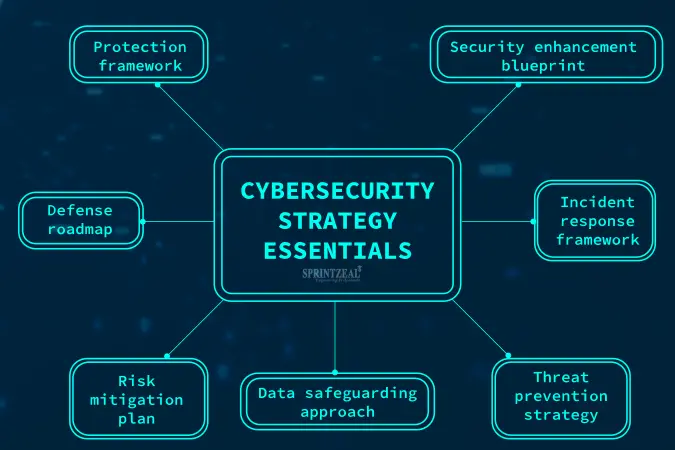 Protection
framework
Security enhancement
blueprint
CYBERSECURITY
STRATEGY
ESSENTIALS
SPRINTZEAL
Defense
roadmap
Incident
response
framework
Risk
mitigation
plan
Data safeguarding
approach
Threat
prevention
strategy